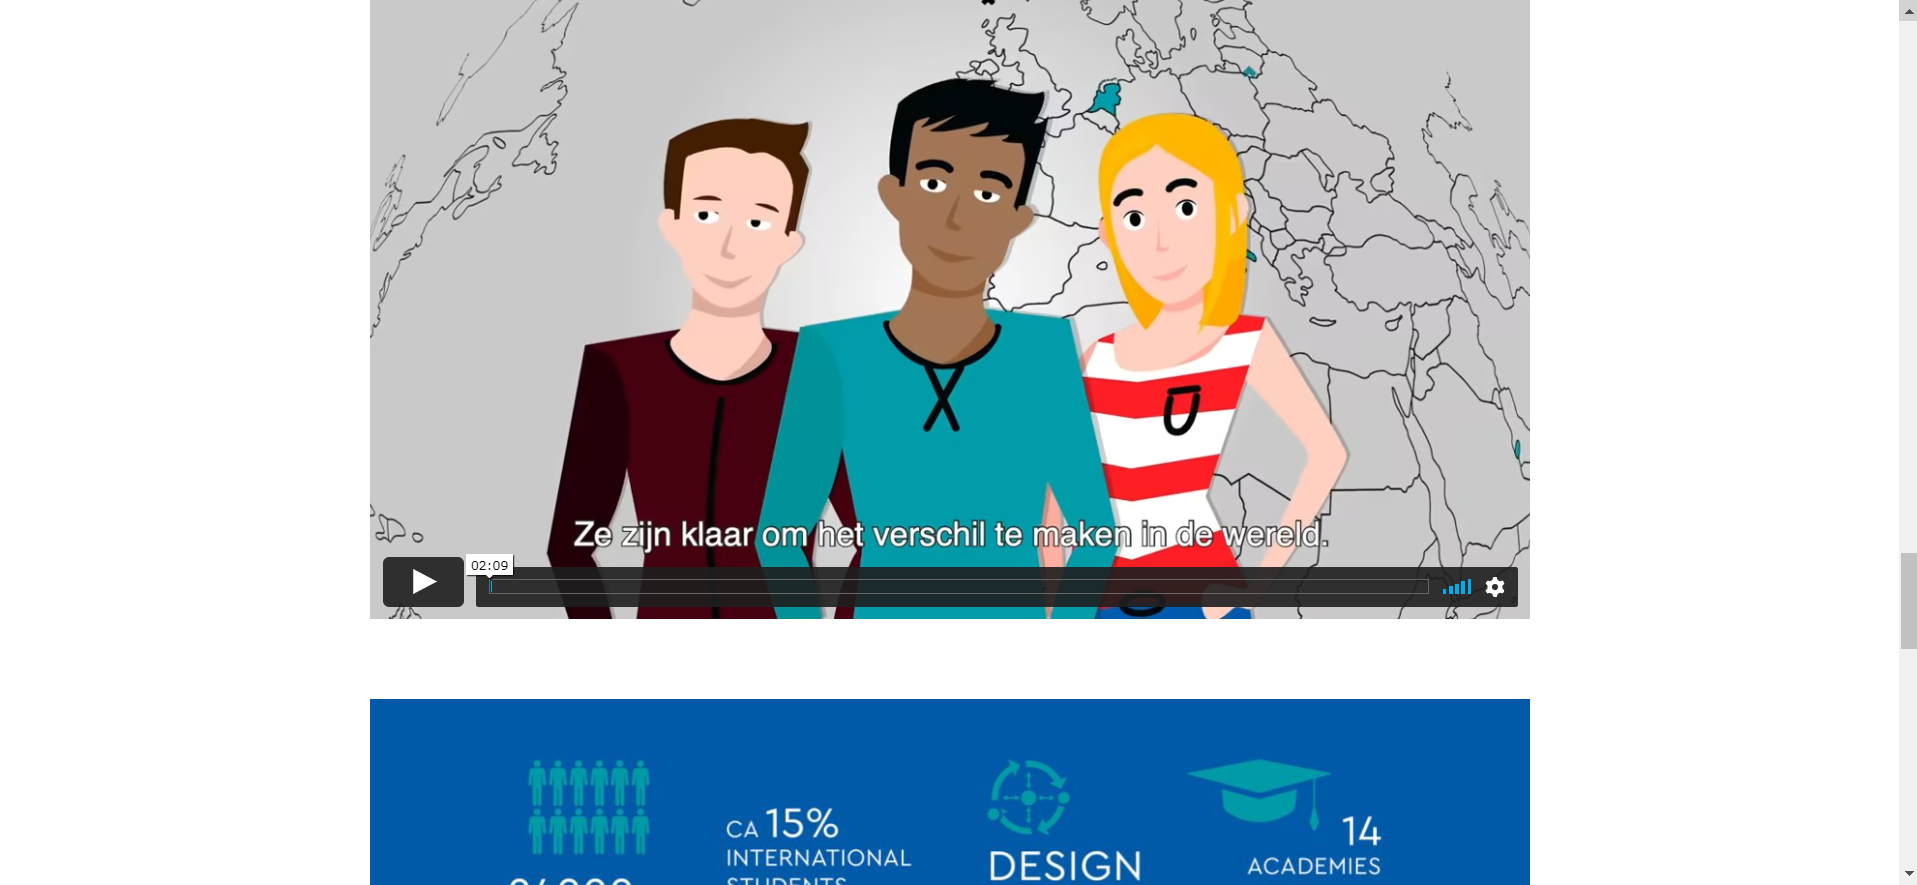 Ze zijn klaar om het verschil te maken in de wereld.
02:09
CA 15%
INTERNATIONAL
STUDENTS
DESIGN
14
ACADEMIES